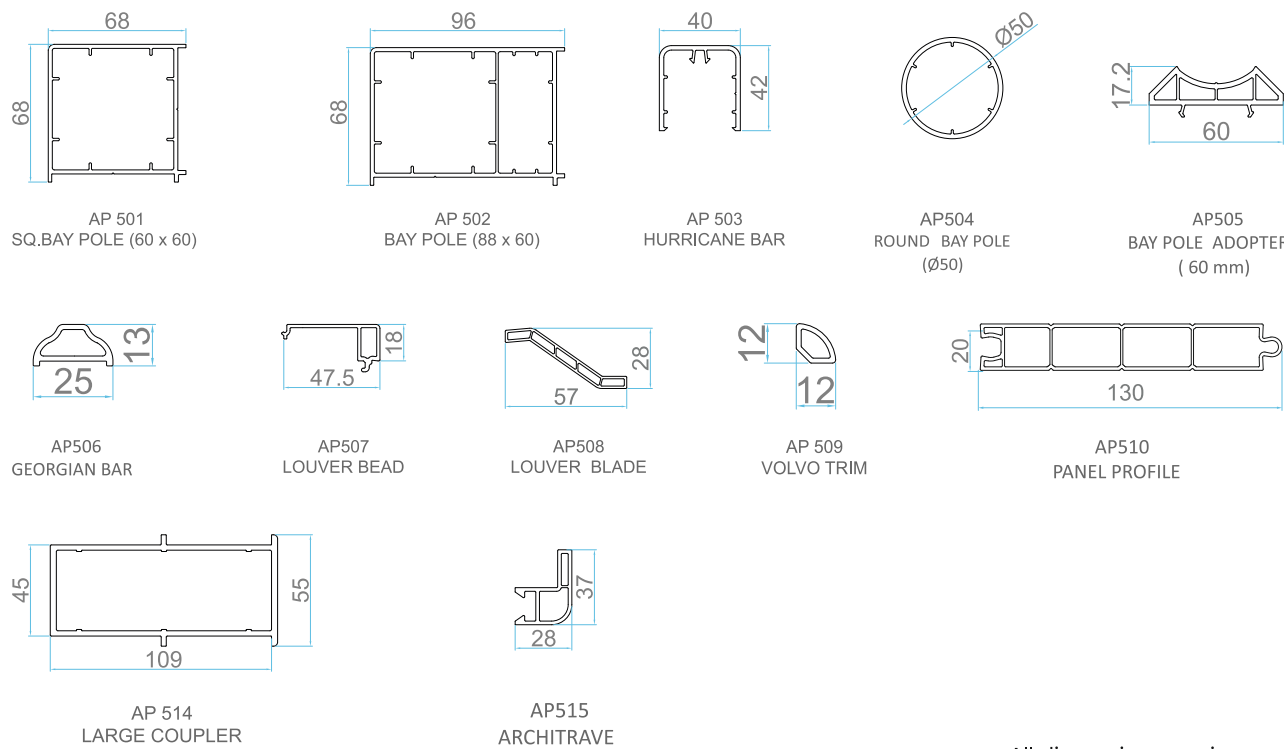 68
68
AP 501
SQ.BAY POLE (60 x 60)
96
68
AP 502
BAY POLE (88 x 60)
40
42
AP 503
HURRICANE BAR
Ø50
AP504
ROUND BAY POLE
(Ø50)
17.2
60
AP505
BAY POLE ADOPTER
( 60 mm)
13
25
AP506
GEORGIAN BAR
18
47.5
AP507
LOUVER BEAD
28
57
AP508
LOUVER BLADE
12
12
AP 509
VOLVO TRIM
20
130
AP510
PANEL PROFILE
45
55
109
AP 514
LARGE COUPLER
37
28
AP515
ARCHITRAVE